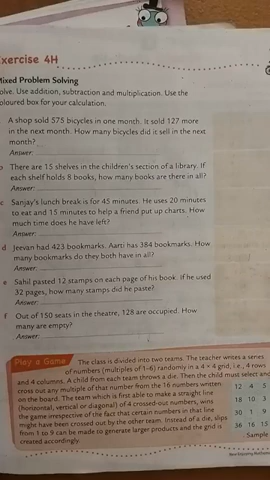 xercise 4H
Mixed Problem Solving
olve. Use addition, subtraction and multiplication. Use the
oloured box for your calculation.
A shop sold 575 bicycles in one month. It sold 127 more
in the next month. How many bicycles did it sell in the next
month?
Answer:
There are 15 shelves in the children's section of a library. If
each shelf holds 8 books, how many books are there in all?
Answer:
c Sanjay's lunch break is for 45 minutes. He uses 20 minutes
to eat and 15 minutes to help a friend put up charts. How
much time does he have left?
Answer:
d Jeevan had 423 bookmarks. Aarti has 384 bookmarks. How
many bookmarks do they both have in all?
Answer:
e Sahil pasted 12 stamps on each page of his book. If he used
32 pages, how many stamps did he paste?
Answer:
f Out of 150 seats in the theatre, 128 are occupied. How
many are empty?
Answer:
Play a Game The class is divided into two teams. The teacher writes a series
of numbers (multiples of 1–6) randomly in a 4 × 4 grid, i.e., 4 rows
and 4 columns. A child from each team throws a die. Then the child must select and
cross out any multiple of that number from the 16 numbers written
on the board. The team which is first able to make a straight line
(horizontal, vertical or diagonal) of 4 crossed-out numbers, wins
the game irrespective of the fact that certain numbers in that line
might have been crossed out by the other team. Instead of a die, slips
from 1 to 9 can be made to generate larger products and the grid is
created accordingly.
12 4 5
18 10 3
30 1 9
36 16 15
Sample